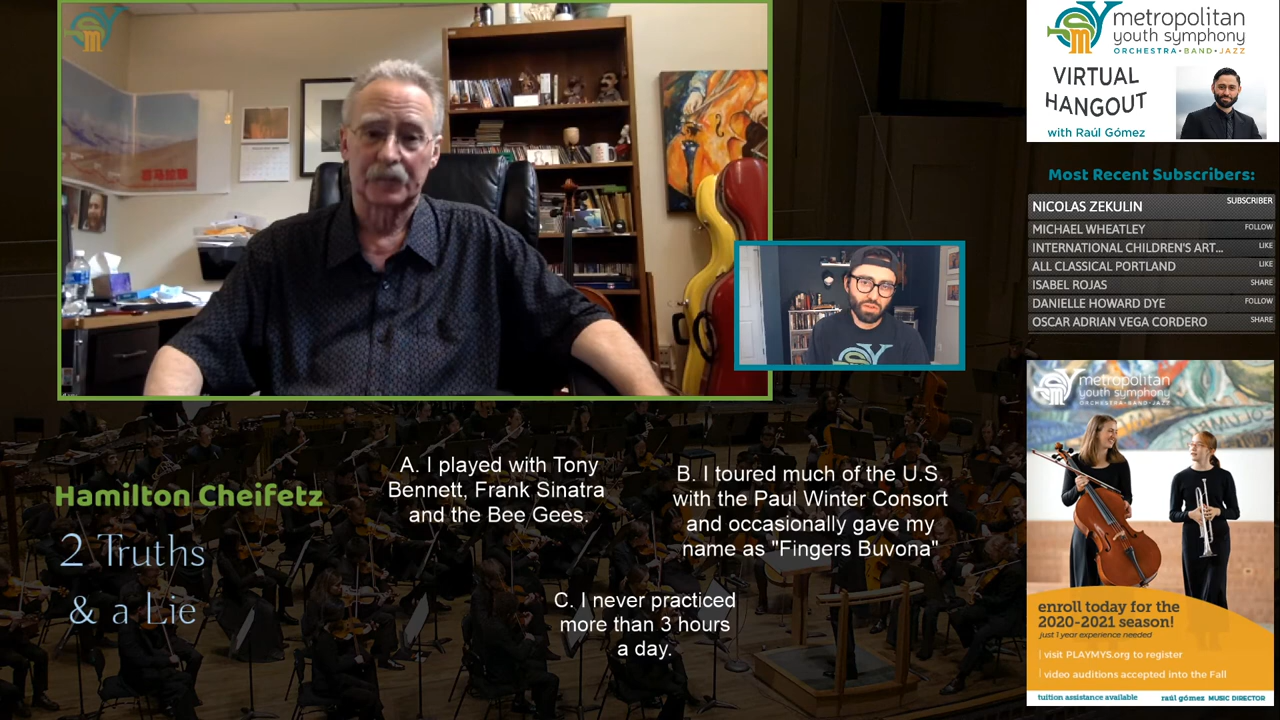 metropolitan
youth symphony
ORCHESTRA•BAND•JAZZ
VIRTUAL
HANGOUT
with Raúl Gómez
Most Recent Subscribers:
NICOLAS ZEKULIN SUBSCRIBER
MICHAEL WHEATLEY FOLLOW
INTERNATIONAL CHILDREN'S ART... LIKE
ALL CLASSICAL PORTLAND LIKE
ISABEL ROJAS SHARE
DANIELLE HOWARD DYE FOLLOW
OSCAR ADRIAN VEGA CORDERO SHARE
Hamilton Cheifetz
2 Truths
& a Lie
A. I played with Tony
Bennett, Frank Sinatra
and the Bee Gees.
B. I toured much of the U.S.
with the Paul Winter Consort
and occasionally gave my
name as "Fingers Buvona"
C. I never practiced
more than 3 hours
a day.
metropolitan
youth symphony
ORCHESTRA•BAND•JAZZ
enroll today for the
2020-2021 season!
just 1 year experience needed
| visit PLAYMYS.org to register
| video auditions accepted into the Fall
tuition assistance available raúl gómez MUSIC DIRECTOR